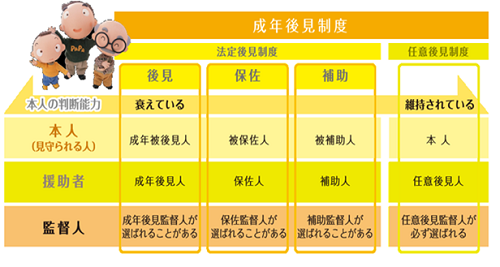 成年後見制度
法定後見制度 任意後見制度
後見 保佐 補助
本人の判断能力 衰えている 維持されている
本人 成年被後見人 被保佐人 被補助人 本人
(見守られる人)
援助者 成年後見人 保佐人 補助人 任意後見人
監督人 成年後見監督人が 保佐監督人が 補助監督人が 任意後見監督人が
選ばれることがある 選ばれることがある 選ばれることがある 必ず選ばれる